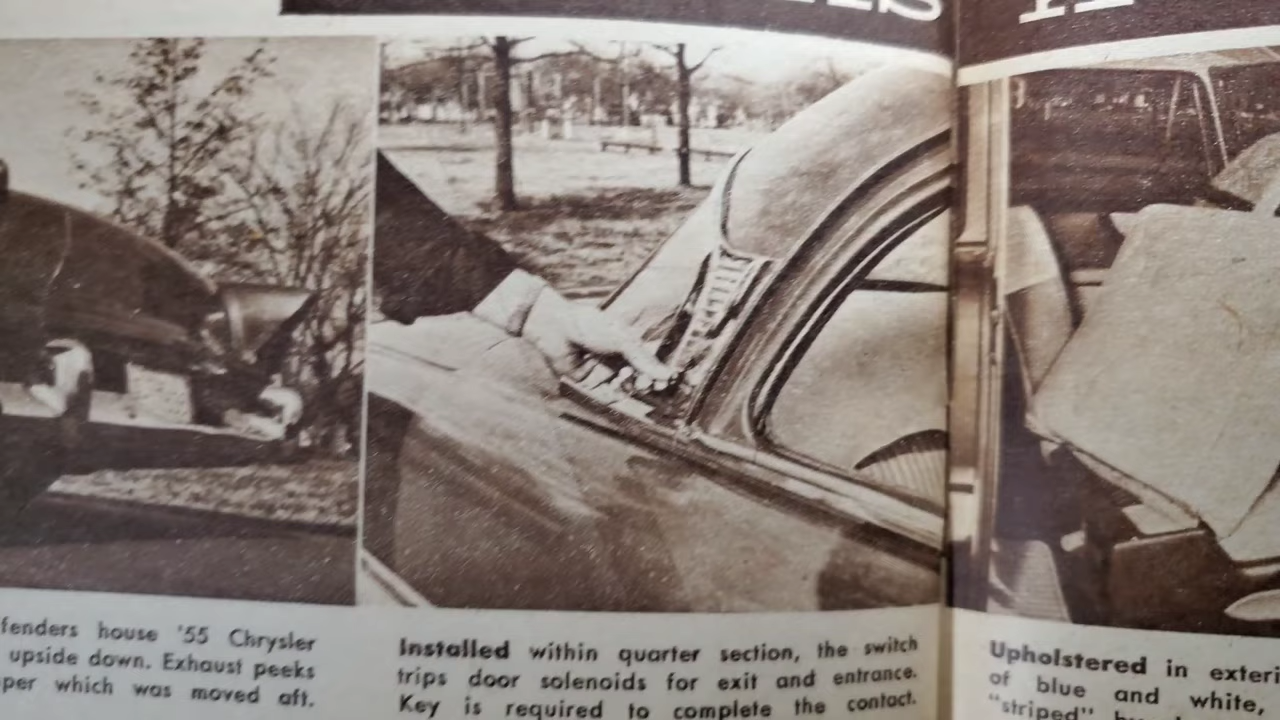 fenders house '55 Chrysler
upside down. Exhaust peeks
per which was moved aft.
Installed within quarter section, the switch
trips door solenoids for exit and entrance.
Key is required to complete the contact.
Upholstered in exteri
of blue and white,
"striped"